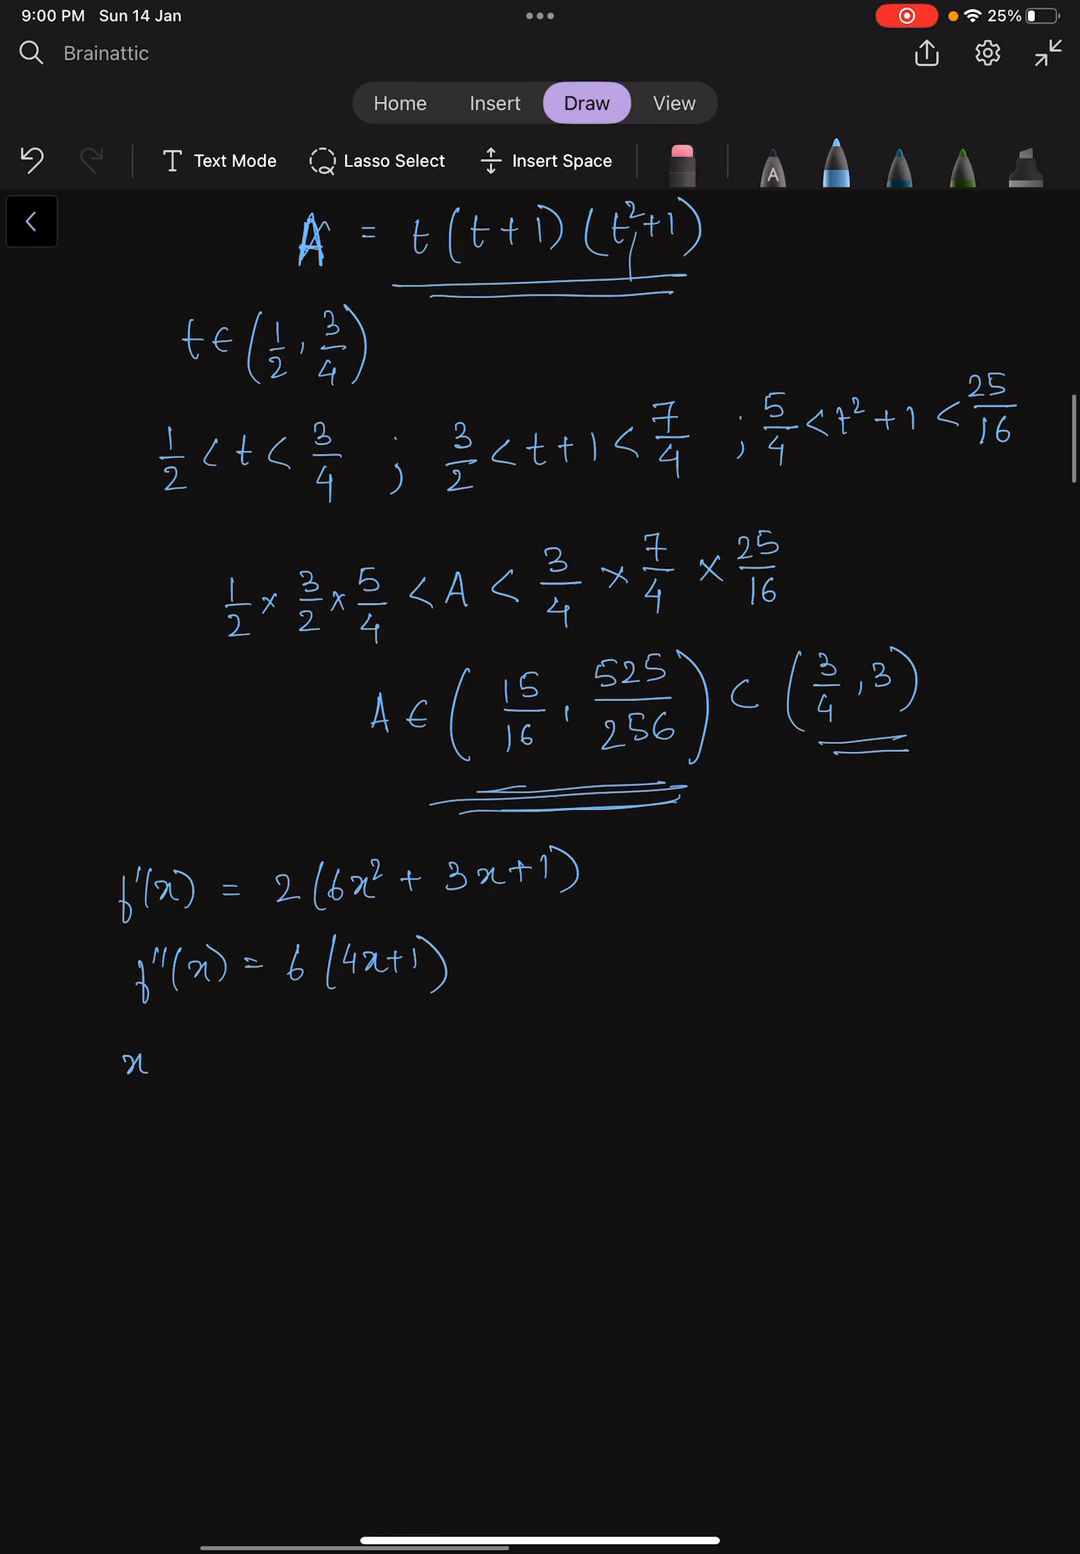 9:00 PM Sun 14 Jan 25%
Brainattic
Home Insert Draw View
Text Mode Lasso Select Insert Space A
A = t(t+1)(t²+1)
t ∈ (1/2, 3/4)
1/2 < t < 3/4 ; 3/2 < t+1 < 7/4 ; 5/4 < t²+1 < 25/16
1/2 × 3/2 × 5/4 < A < 3/4 × 7/4 × 25/16
A ∈ (15/16, 525/256) ⊂ (3/4, 3)
f'(x) = 2(6x² + 3x+1)
f''(x) = 6(4x+1)
x